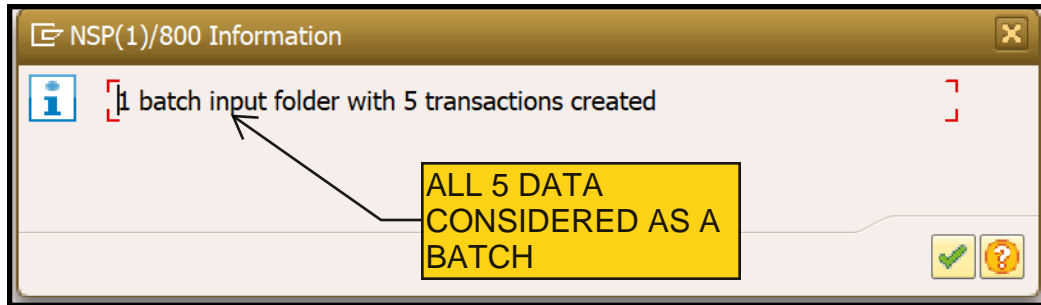 NSP(1)/800 Information
1 batch input folder with 5 transactions created
ALL 5 DATA
CONSIDERED AS A
BATCH